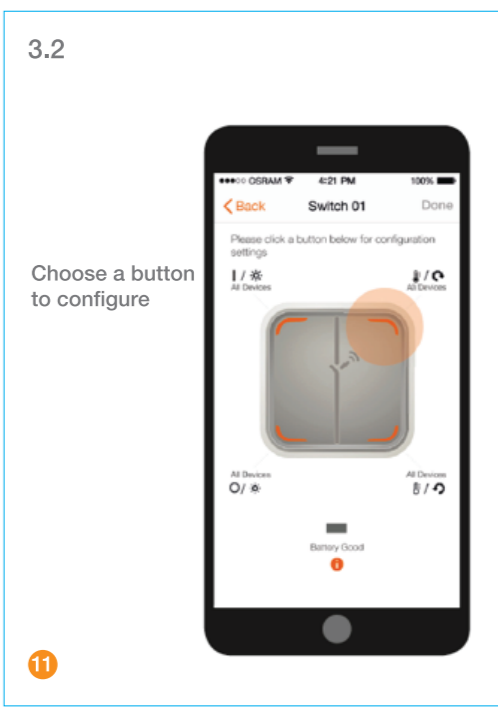 3.2
Choose a button
to configure
OSRAM 4:21 PM 100%
Back Switch 01 Done
Please click a button below for configuration
settings
I /
/
All Devices
All Devices
All Devices
All Devices
O/
/
Battery Good
i
11